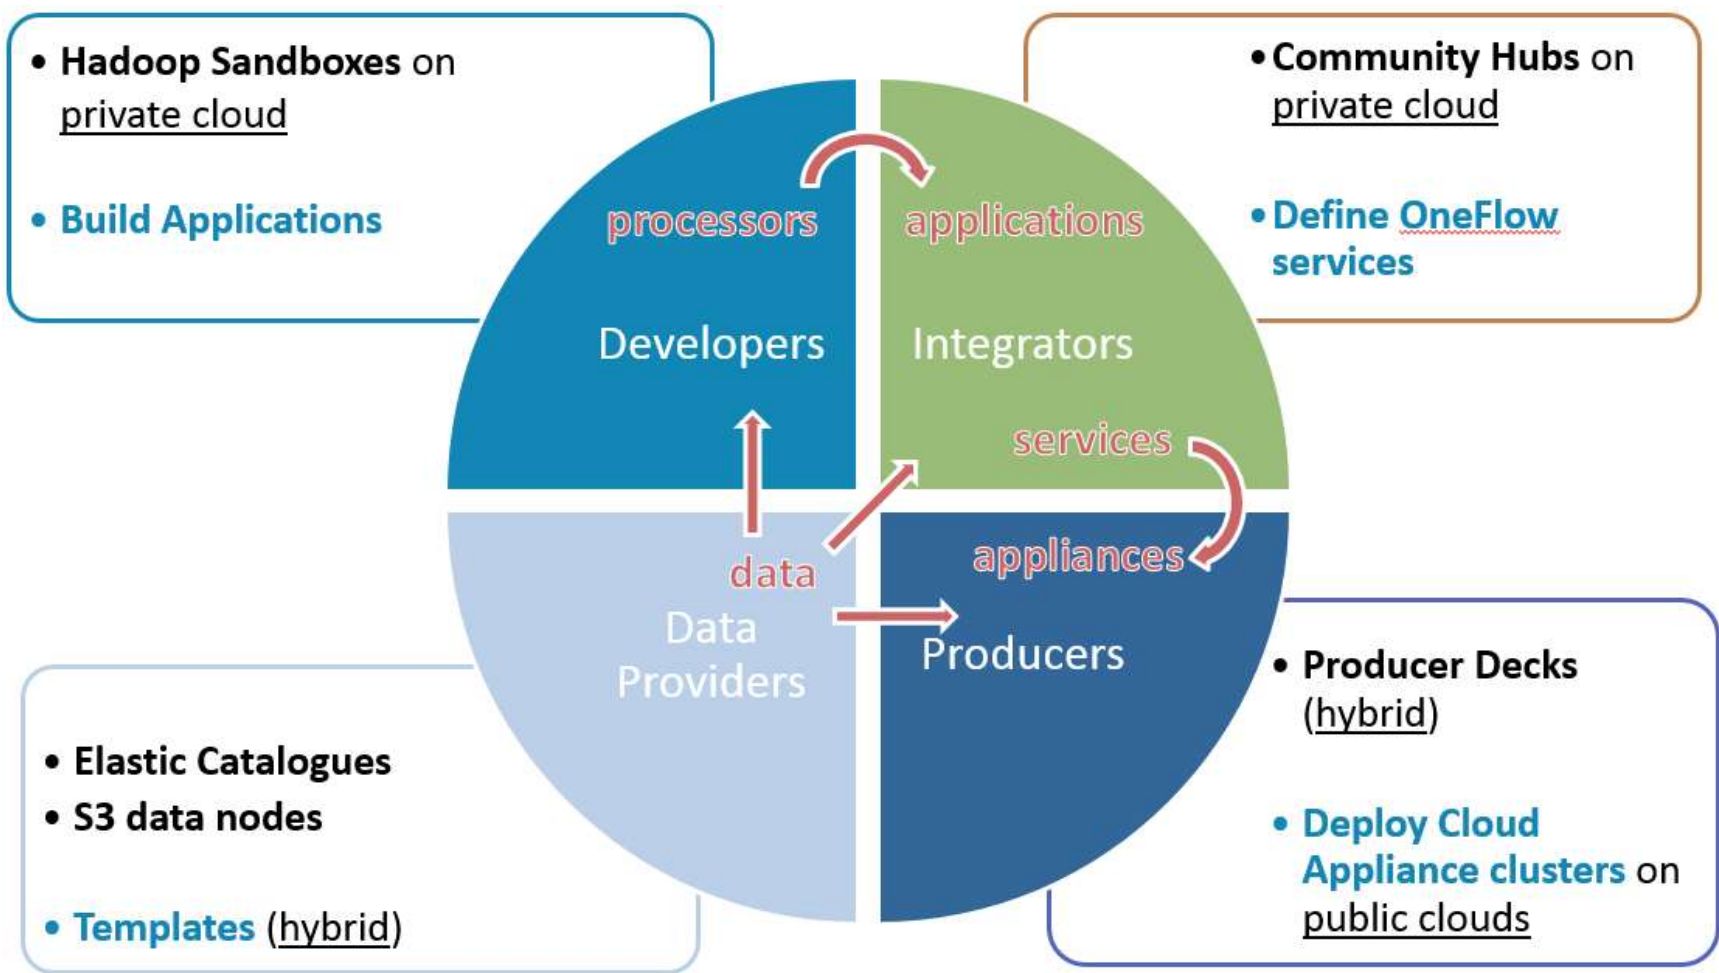 • Hadoop Sandboxes on
private cloud
• Build Applications
• Community Hubs on
private cloud
• Define OneFlow
services
processors
applications
Developers
Integrators
services
data
appliances
Data
Providers
Producers
• Elastic Catalogues
• S3 data nodes
• Templates (hybrid)
• Producer Decks
(hybrid)
• Deploy Cloud
Appliance clusters on
public clouds